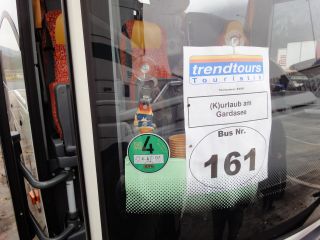 trendtours
Touristik
(K)urlaub am
Gardasee
Bus Nr.
161
4